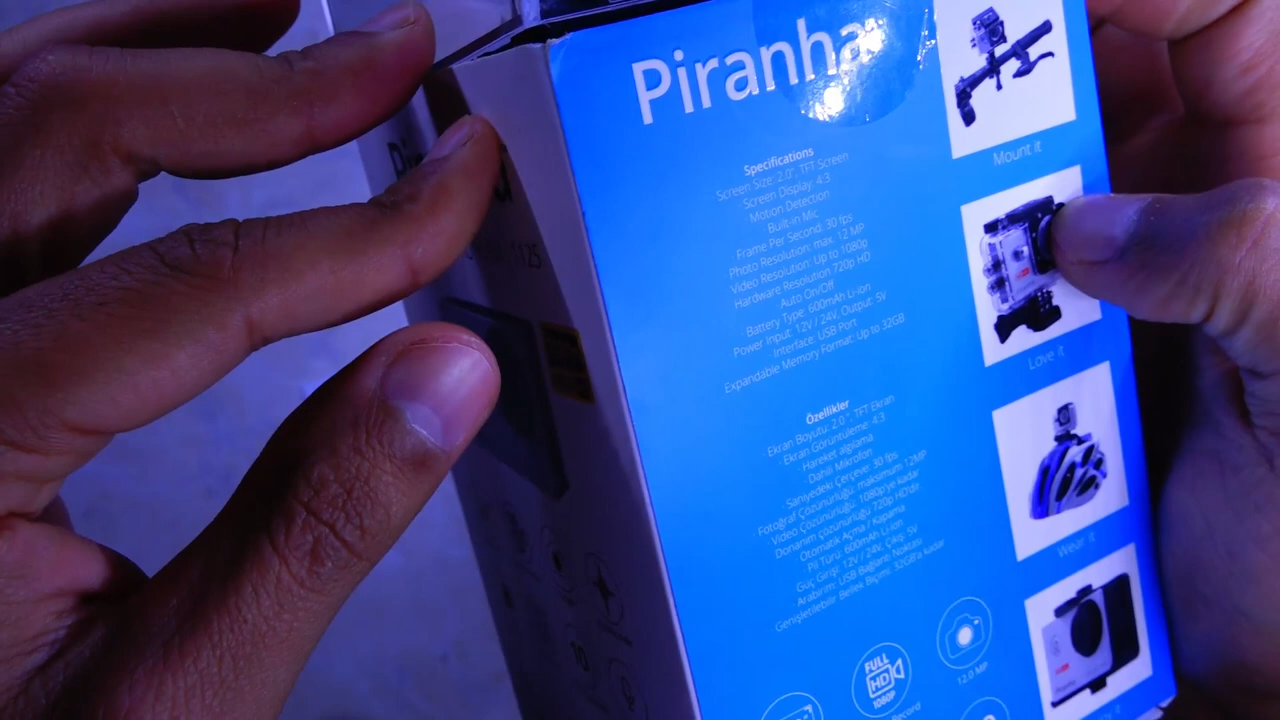 Piranha
Specifications
Screen Size: 2.0", TFT Screen
Screen Display: 4:3
Motion Detection
Built-in Mic
Frame Per Second: 30 fps
Photo Resolution: max. 12 MP
Video Resolution: Up to 1080p
Hardware Resolution 720p HD
Auto On/Off
Battery Type: 600mAh Li-ion
Power Input: 12V / 24V, Output: 5V
Interface: USB Port
Expandable Memory Format: Up to 32GB
Özellikler
· Ekran Boyutu: 2.0", TFT Ekran
· Ekran Görüntüleme: 4:3
· Hareket algılama
· Dahili Mikrofon
· Saniyedeki Çerçeve: 30 fps
· Fotoğraf Çözünürlüğü: maksimum 12MP
· Video Çözünürlüğü: 1080p'ye kadar
· Donanım çözünürlüğü 720p HD'dir
· Otomatik Açma / Kapama
· Pil Türü: 600mAh Li-ion
· Güç Girişi: 12V / 24V, Çıkış: 5V
· Arabirim: USB Bağlantı Noktası
· Genişletilebilir Bellek Biçimi: 32GB'a kadar
Mount it
Love it
Wear it
FULL
HD
1080P
Record
12.0 MP
1125